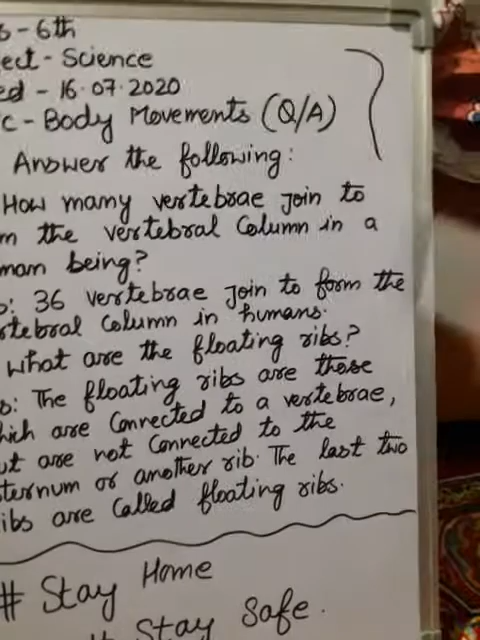 s-6th
ect- Science
ed - 16.07.2020
c - Body Movements (Q/A)
Answer the following:
How many vertebrae join to
m the vertebral Column in a
man being?
s: 36 vertebrae join to form the
rtebral Column in humans.
What are the floating ribs?
s: The floating ribs are those
hich are Connected to a vertebrae,
ut are not Connected to the
ternum or another rib. The last two
ibs are Called floating ribs.
# Stay Home
# Stay Safe.